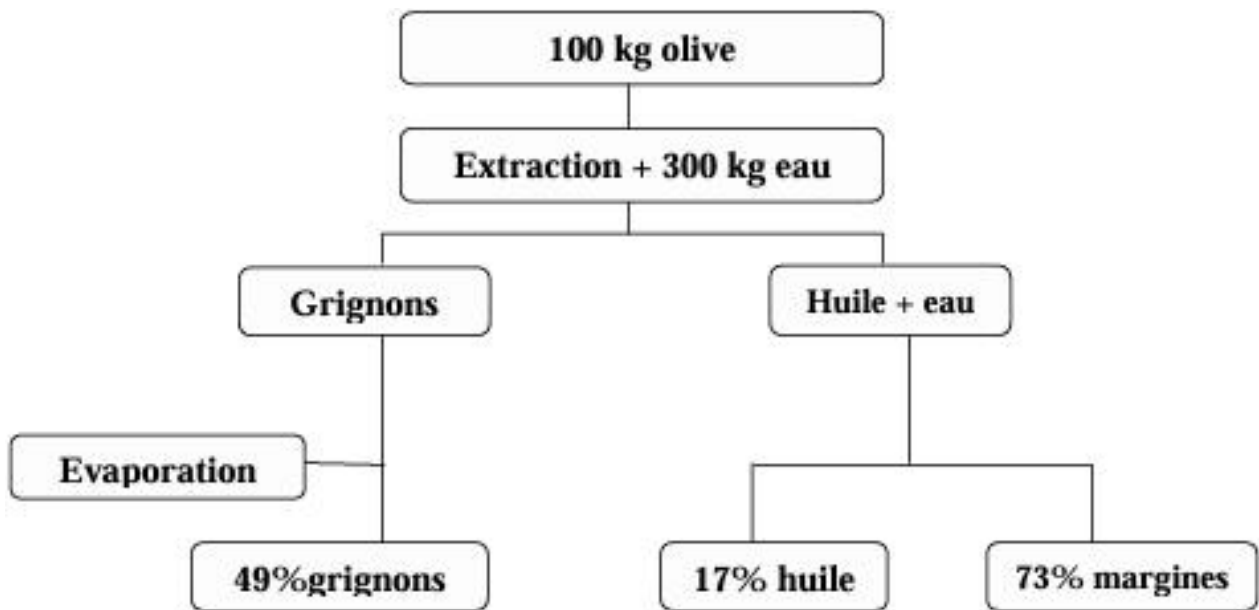 100 kg olive
Extraction + 300 kg eau
Grignons
Huile + eau
Evaporation
49%grignons
17% huile
73% margines